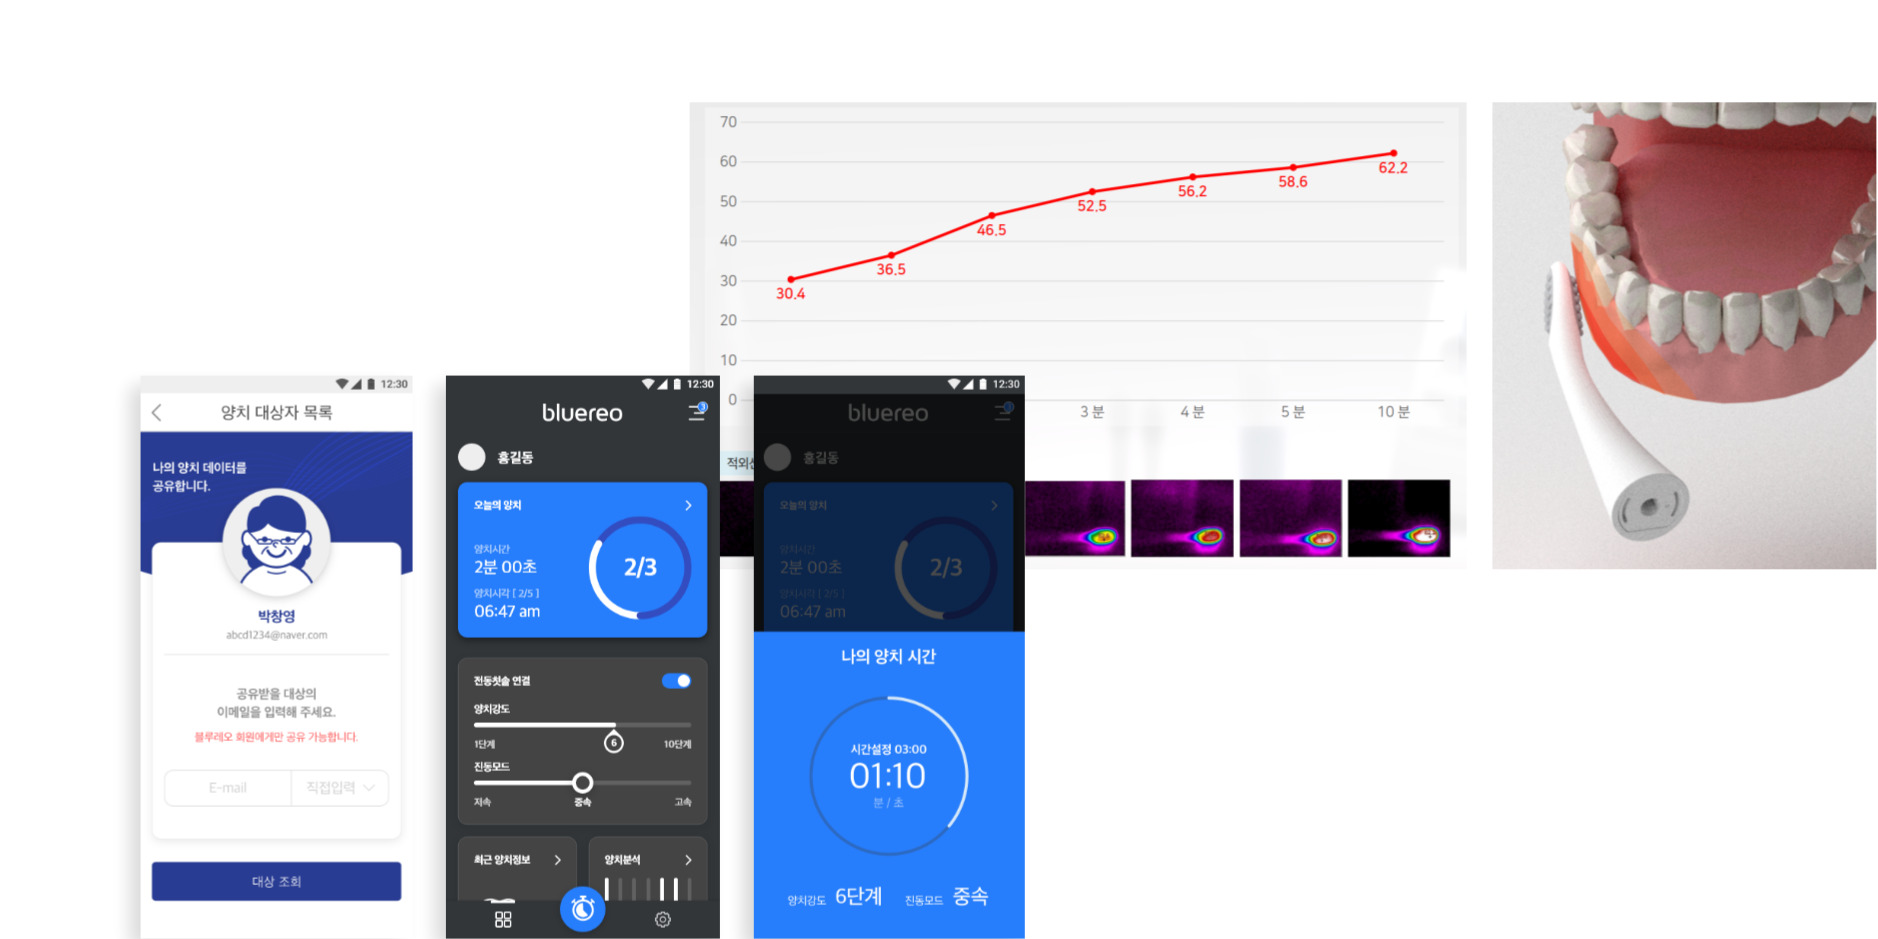 70
60
50
40
30
20
10
0
30.4
36.5
46.5
52.5
56.2
58.6
62.2
3 분
4 분
5 분
10 분
적외선
12:30
양치 대상자 목록
나의 양치 데이터를
공유합니다.
박창영
abcd1234@naver.com
공유받을 대상의
이메일을 입력해 주세요.
블루레오 회원에게만 공유 가능합니다.
E-mail
직접입력
대상 조회
12:30
bluereo
3
홍길동
오늘의 양치
양치시간
2분 00초
양치시각 [ 2/5 ]
06:47 am
2/3
전동칫솔 연결
양치강도
6
1단계
10단계
진동모드
저속
중속
고속
최근 양치정보
양치분석
12:30
bluereo
3
홍길동
오늘의 양치
양치시간
2분 00초
양치시각 [ 2/5 ]
06:47 am
2/3
나의 양치 시간
시간설정 03:00
01:10
분 / 초
양치강도 6단계
진동모드 중속